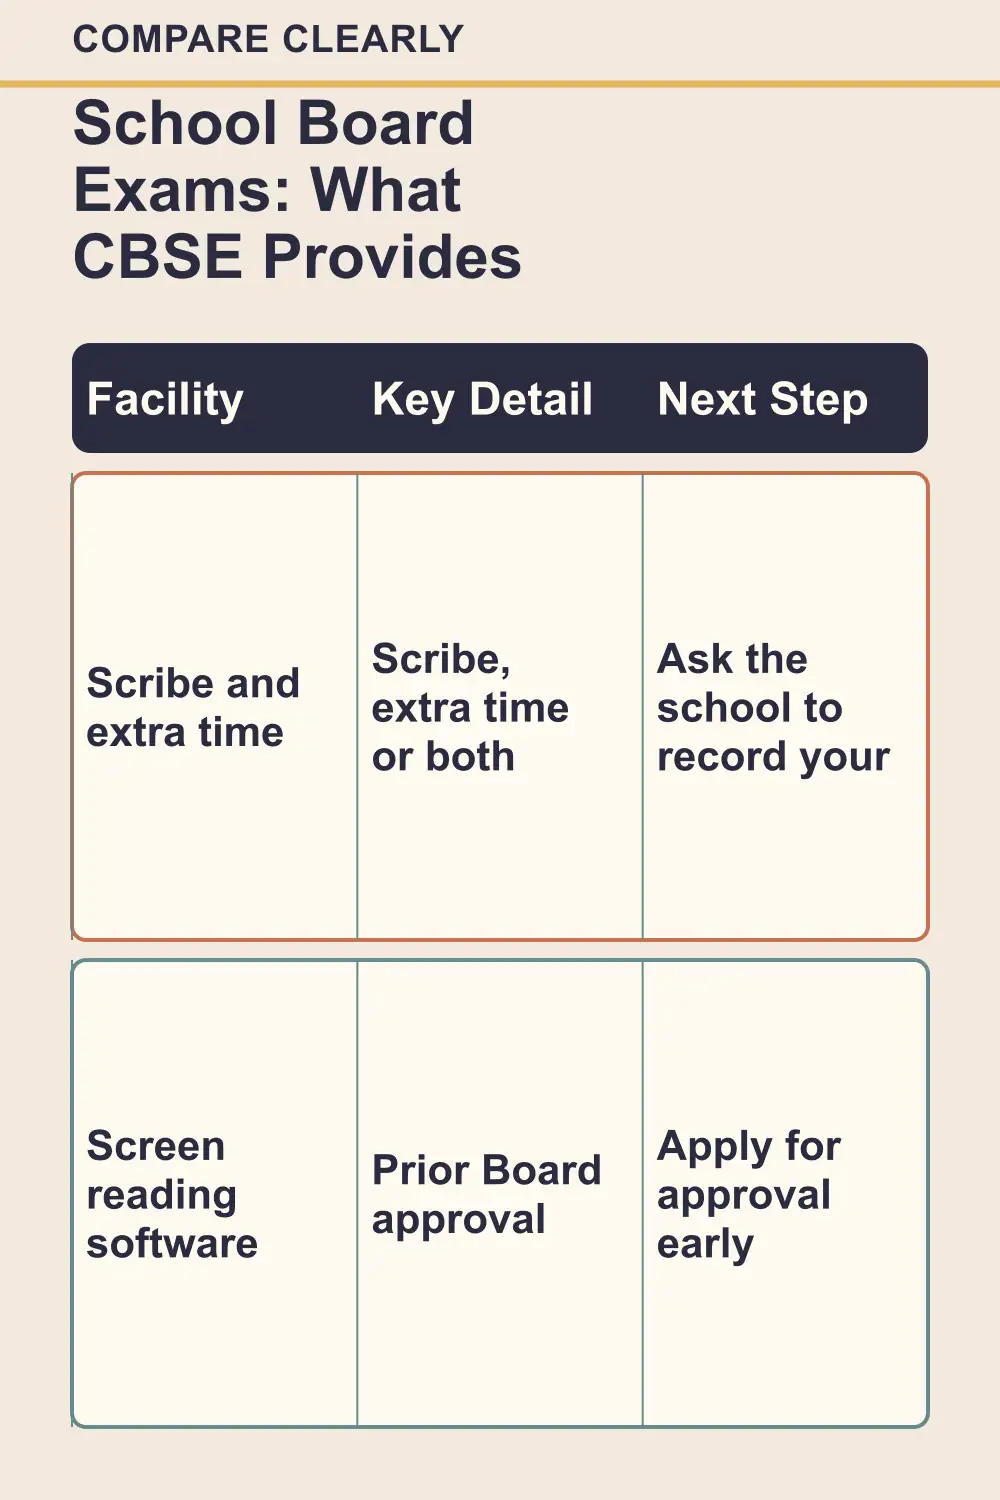 COMPARE CLEARLY
School Board
Exams: What
CBSE Provides
Facility Key Detail Next Step
Scribe and
extra time
Scribe,
extra time
or both
Ask the
school to
record your
Screen
reading
software
Prior Board
approval
Apply for
approval
early